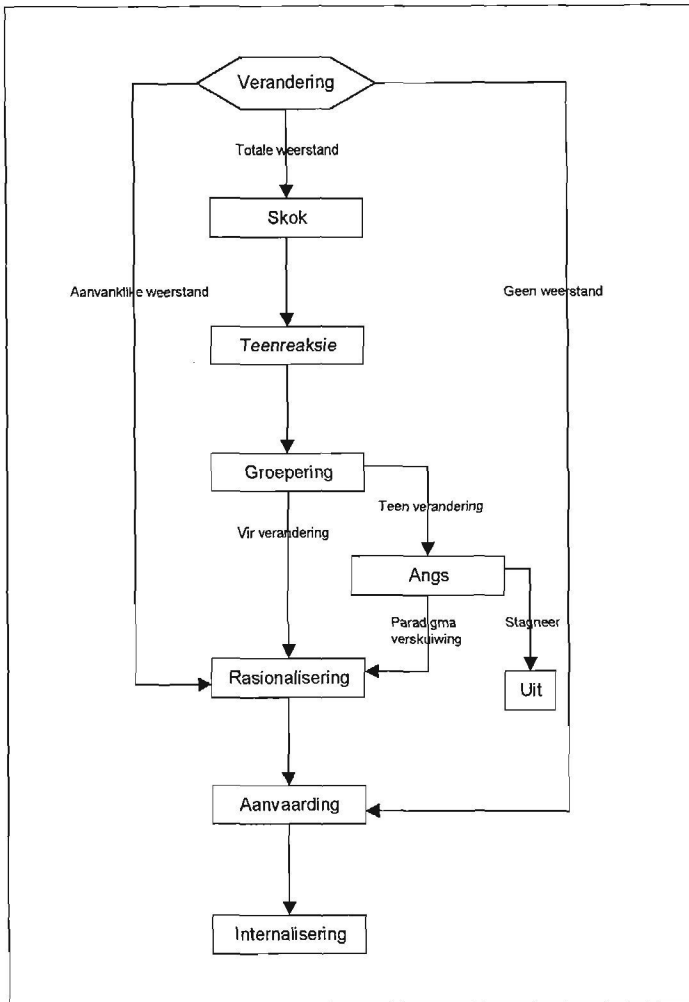 Verandering
Totale weerstand
Skok
Aanvanklike weerstand
Geen weerstand
Teenreaksie
Groepering
Teen verandering
Vir verandering
Angs
Paradigma
verskuiwing
Stagneer
Rasionalisering
Uit
Aanvaarding
Internalisering